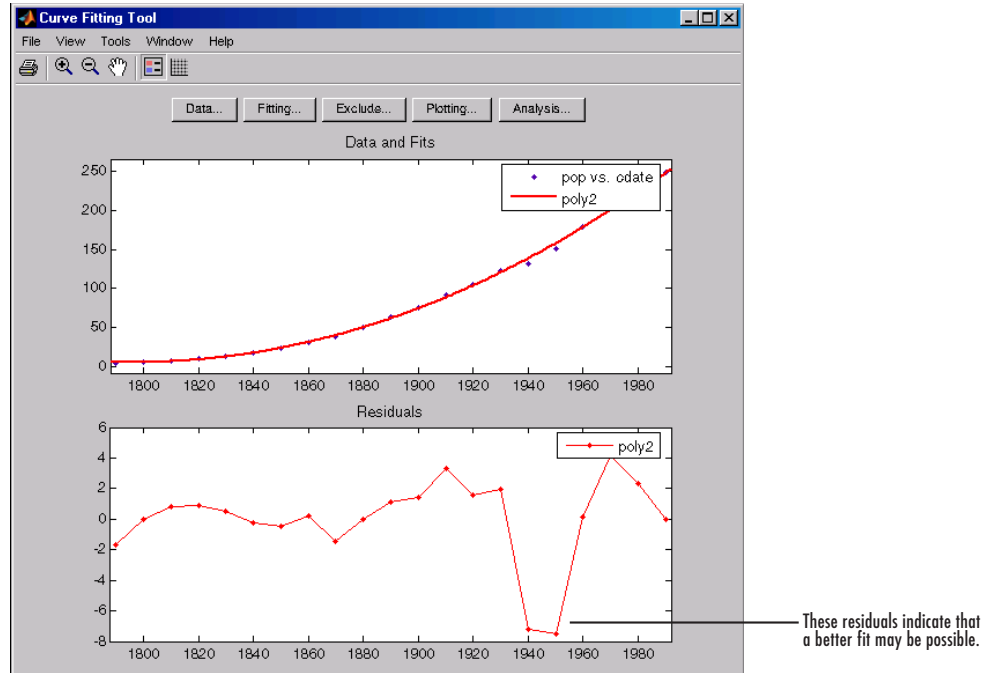 Curve Fitting Tool
File View Tools Window Help
Data... Fitting... Exclude... Plotting... Analysis...
Data and Fits
pop vs. cdate
poly2
250
200
150
100
50
0
1800 1820 1840 1860 1880 1900 1920 1940 1960 1980
Residuals
poly2
6
4
2
0
-2
-4
-6
-8
1800 1820 1840 1860 1880 1900 1920 1940 1960 1980
These residuals indicate that
a better fit may be possible.